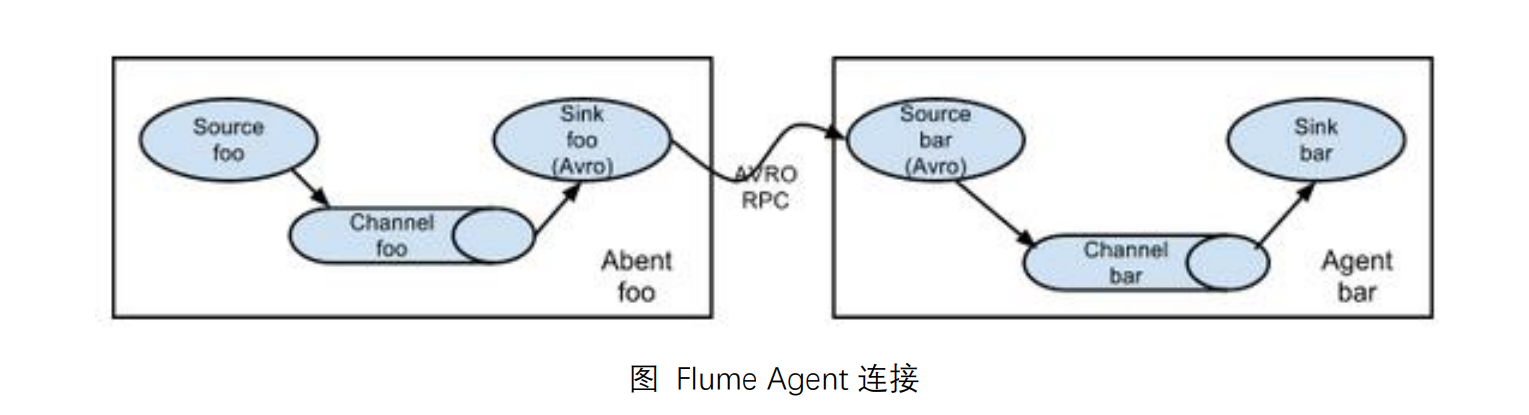 Source
foo
Channel
foo
Sink
foo
(Avro)
Abent
foo
AVRO
RPC
Source
bar
(Avro)
Channel
bar
Sink
bar
Agent
bar
图 Flume Agent 连接